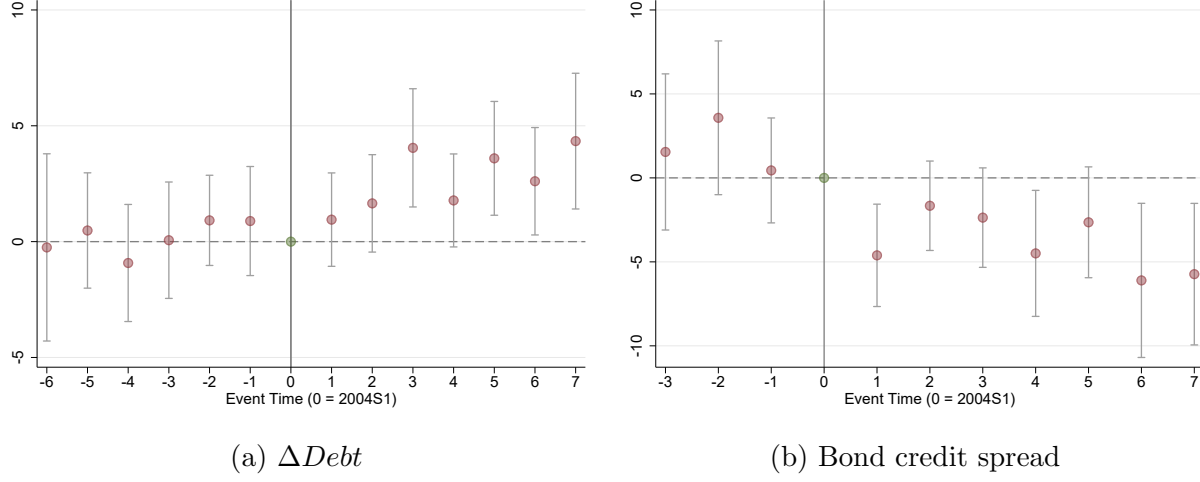 10
5
0
-5
-6 -5 -4 -3 -2 -1 0 1 2 3 4 5 6 7
Event Time (0 = 2004S1)
(a) ΔDebt
10
5
0
-5
-10
-3 -2 -1 0 1 2 3 4 5 6 7
Event Time (0 = 2004S1)
(b) Bond credit spread